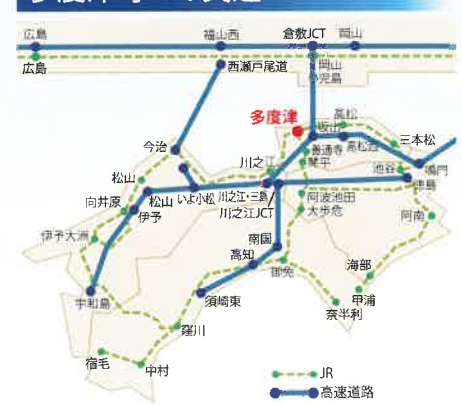 広島
福山西
倉敷JCT
岡山
広島
西瀬戸尾道
岡山
児島
多度津
高松
坂出
今治
川之江
善通寺
高松西
三本松
琴平
松山
池谷
鳴門
向井原
松山
いよ小松
川之江・三島
徳島
伊予
川之江JCT
阿波池田
阿南
大歩危
伊予大洲
南国
高知
御免
海部
宇和島
須崎東
甲浦
奈半利
窪川
宿毛
中村
JR
高速道路